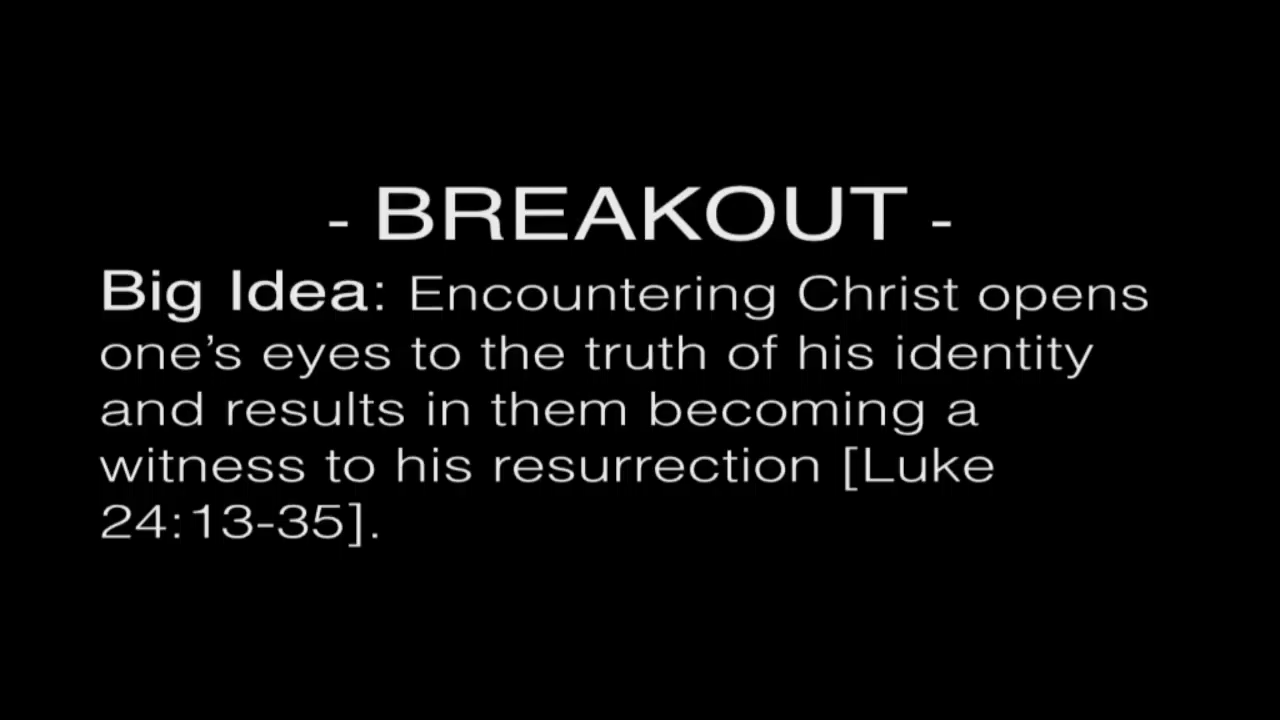 - BREAKOUT -
Big Idea: Encountering Christ opens
one’s eyes to the truth of his identity
and results in them becoming a
witness to his resurrection [Luke
24:13-35].